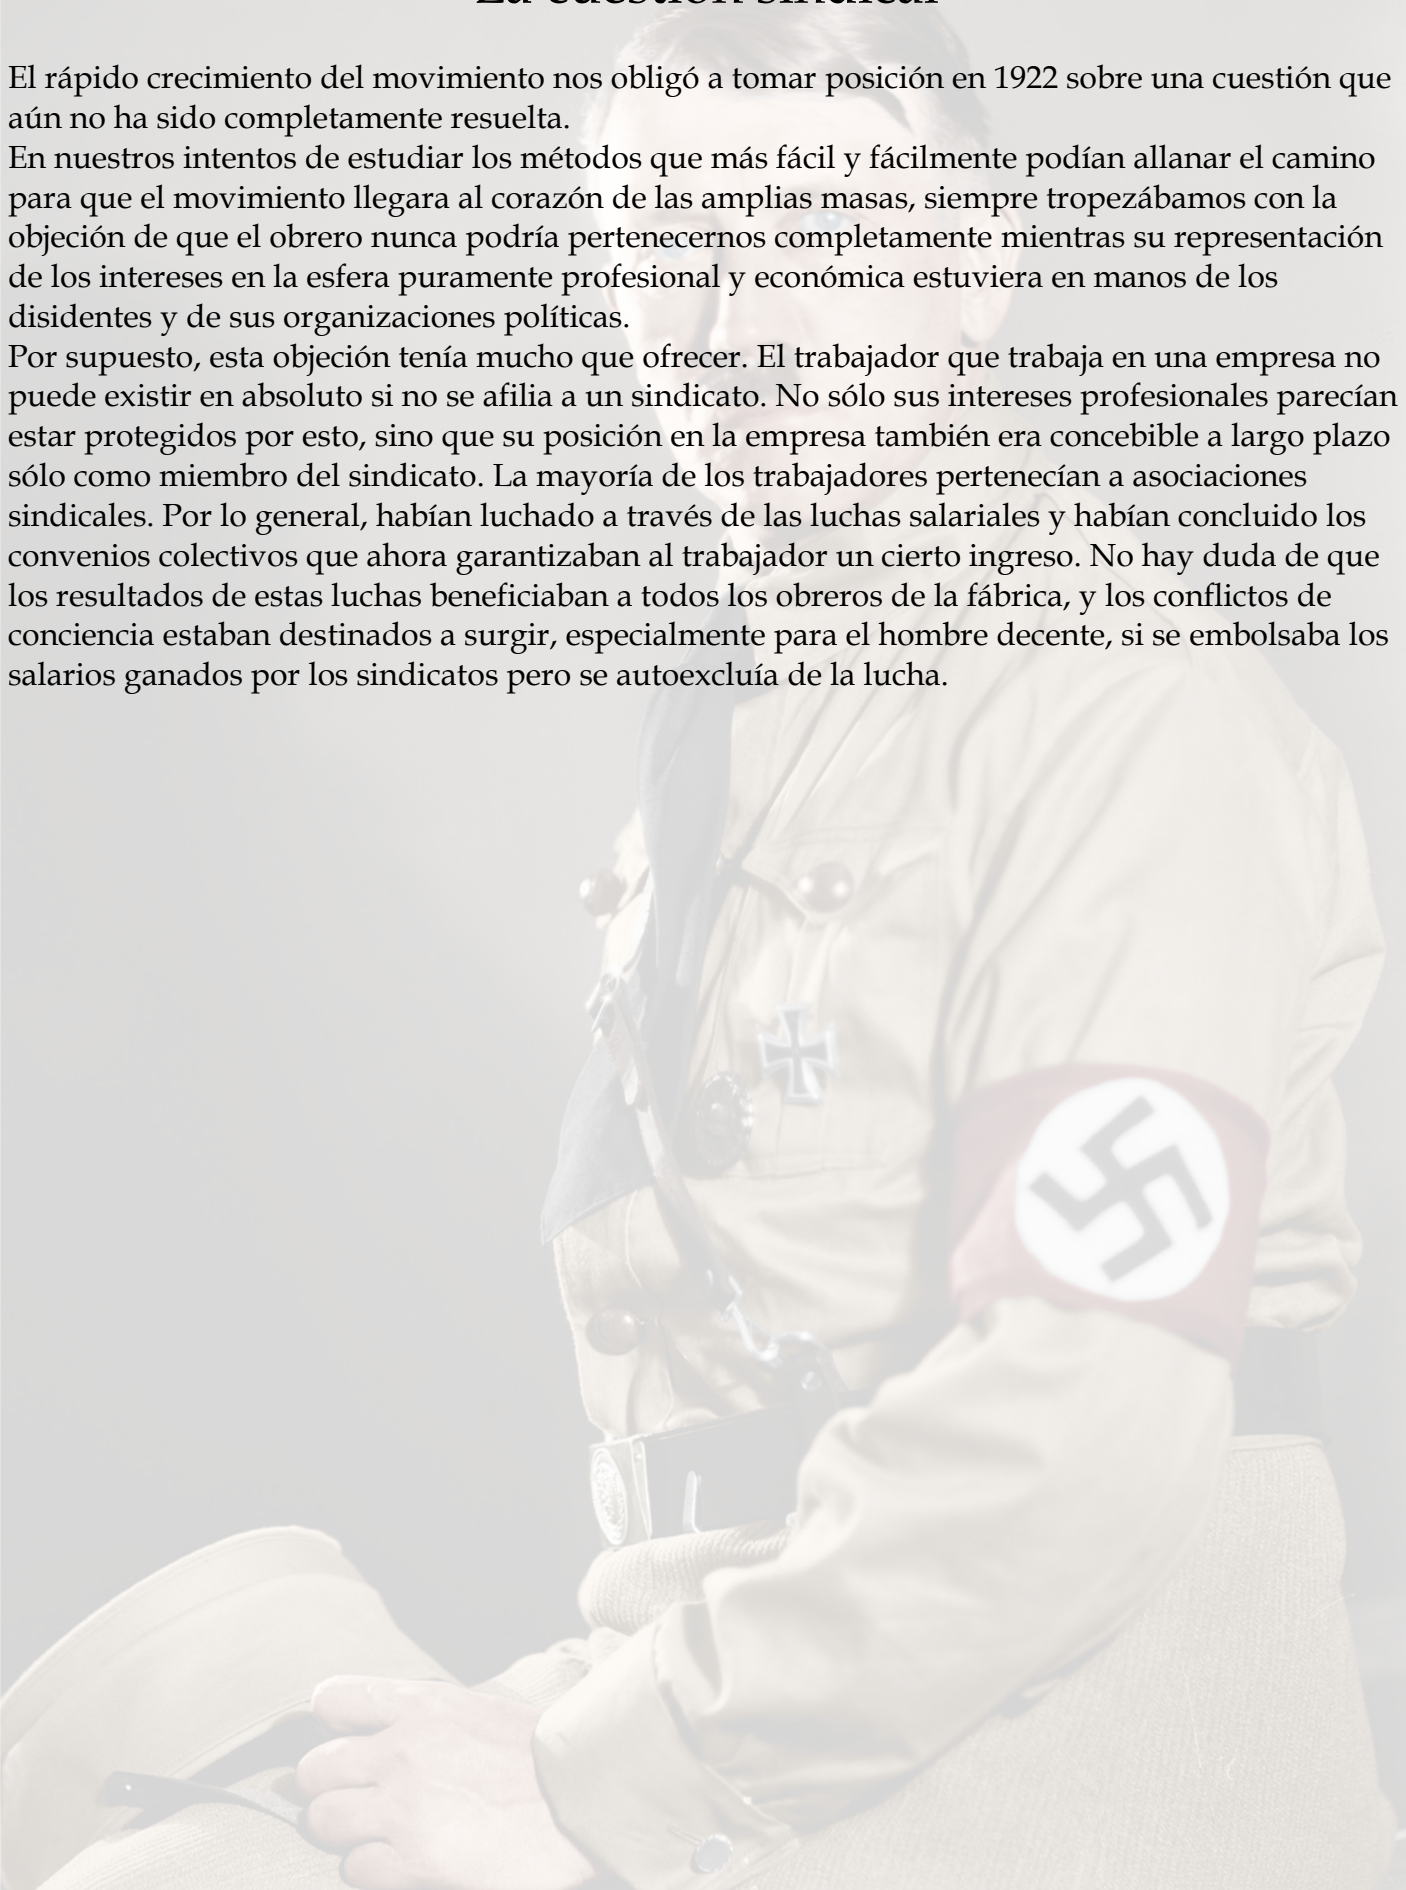 La cuestión sindical
El rápido crecimiento del movimiento nos obligó a tomar posición en 1922 sobre una cuestión que
aún no ha sido completamente resuelta.
En nuestros intentos de estudiar los métodos que más fácil y fácilmente podían allanar el camino
para que el movimiento llegara al corazón de las amplias masas, siempre tropezábamos con la
objeción de que el obrero nunca podría pertenecernos completamente mientras su representación
de los intereses en la esfera puramente profesional y económica estuviera en manos de los
disidentes y de sus organizaciones políticas.
Por supuesto, esta objeción tenía mucho que ofrecer. El trabajador que trabaja en una empresa no
puede existir en absoluto si no se afilia a un sindicato. No sólo sus intereses profesionales parecían
estar protegidos por esto, sino que su posición en la empresa también era concebible a largo plazo
sólo como miembro del sindicato. La mayoría de los trabajadores pertenecían a asociaciones
sindicales. Por lo general, habían luchado a través de las luchas salariales y habían concluido los
convenios colectivos que ahora garantizaban al trabajador un cierto ingreso. No hay duda de que
los resultados de estas luchas beneficiaban a todos los obreros de la fábrica, y los conflictos de
conciencia estaban destinados a surgir, especialmente para el hombre decente, si se embolsaba los
salarios ganados por los sindicatos pero se autoexcluía de la lucha.